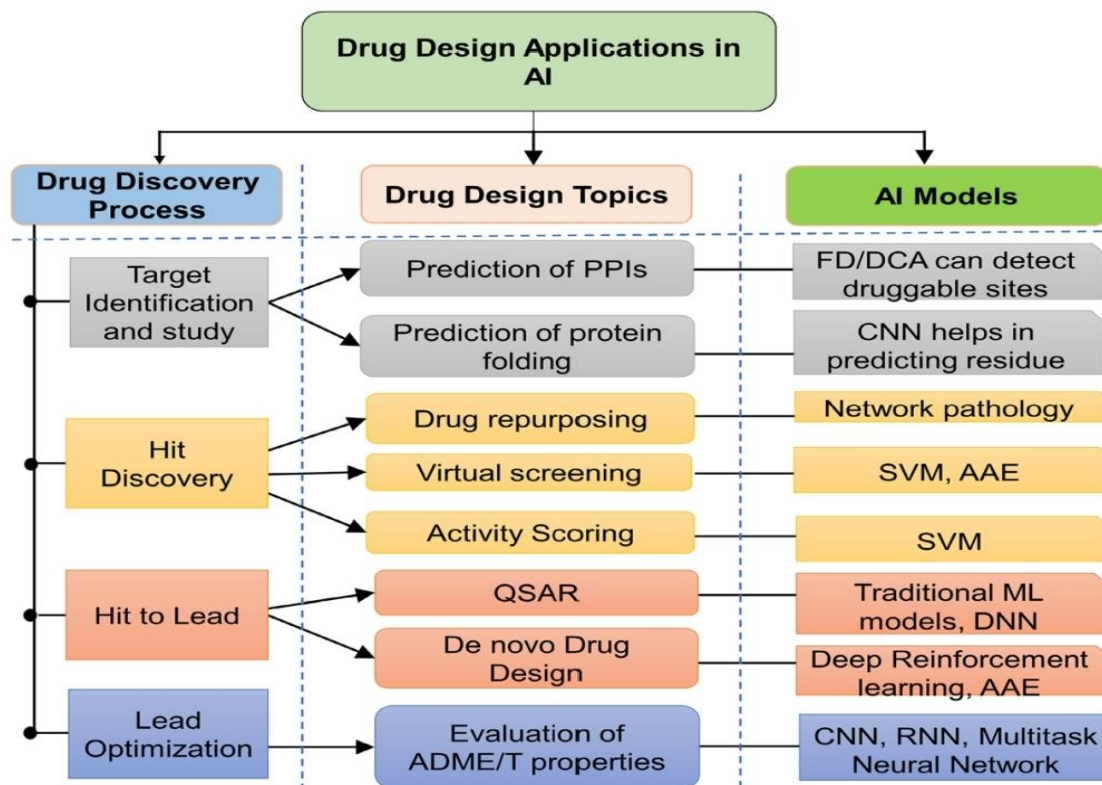 Drug Design Applications in
AI
Drug Discovery
Process
Drug Design Topics
AI Models
Target
Identification
and study
Prediction of PPIs
FD/DCA can detect
druggable sites
Prediction of protein
folding
CNN helps in
predicting residue
Hit
Discovery
Drug repurposing
Network pathology
Virtual screening
SVM, AAE
Activity Scoring
SVM
Hit to Lead
QSAR
Traditional ML
models, DNN
De novo Drug
Design
Deep Reinforcement
learning, AAE
Lead
Optimization
Evaluation of
ADME/T properties
CNN, RNN, Multitask
Neural Network